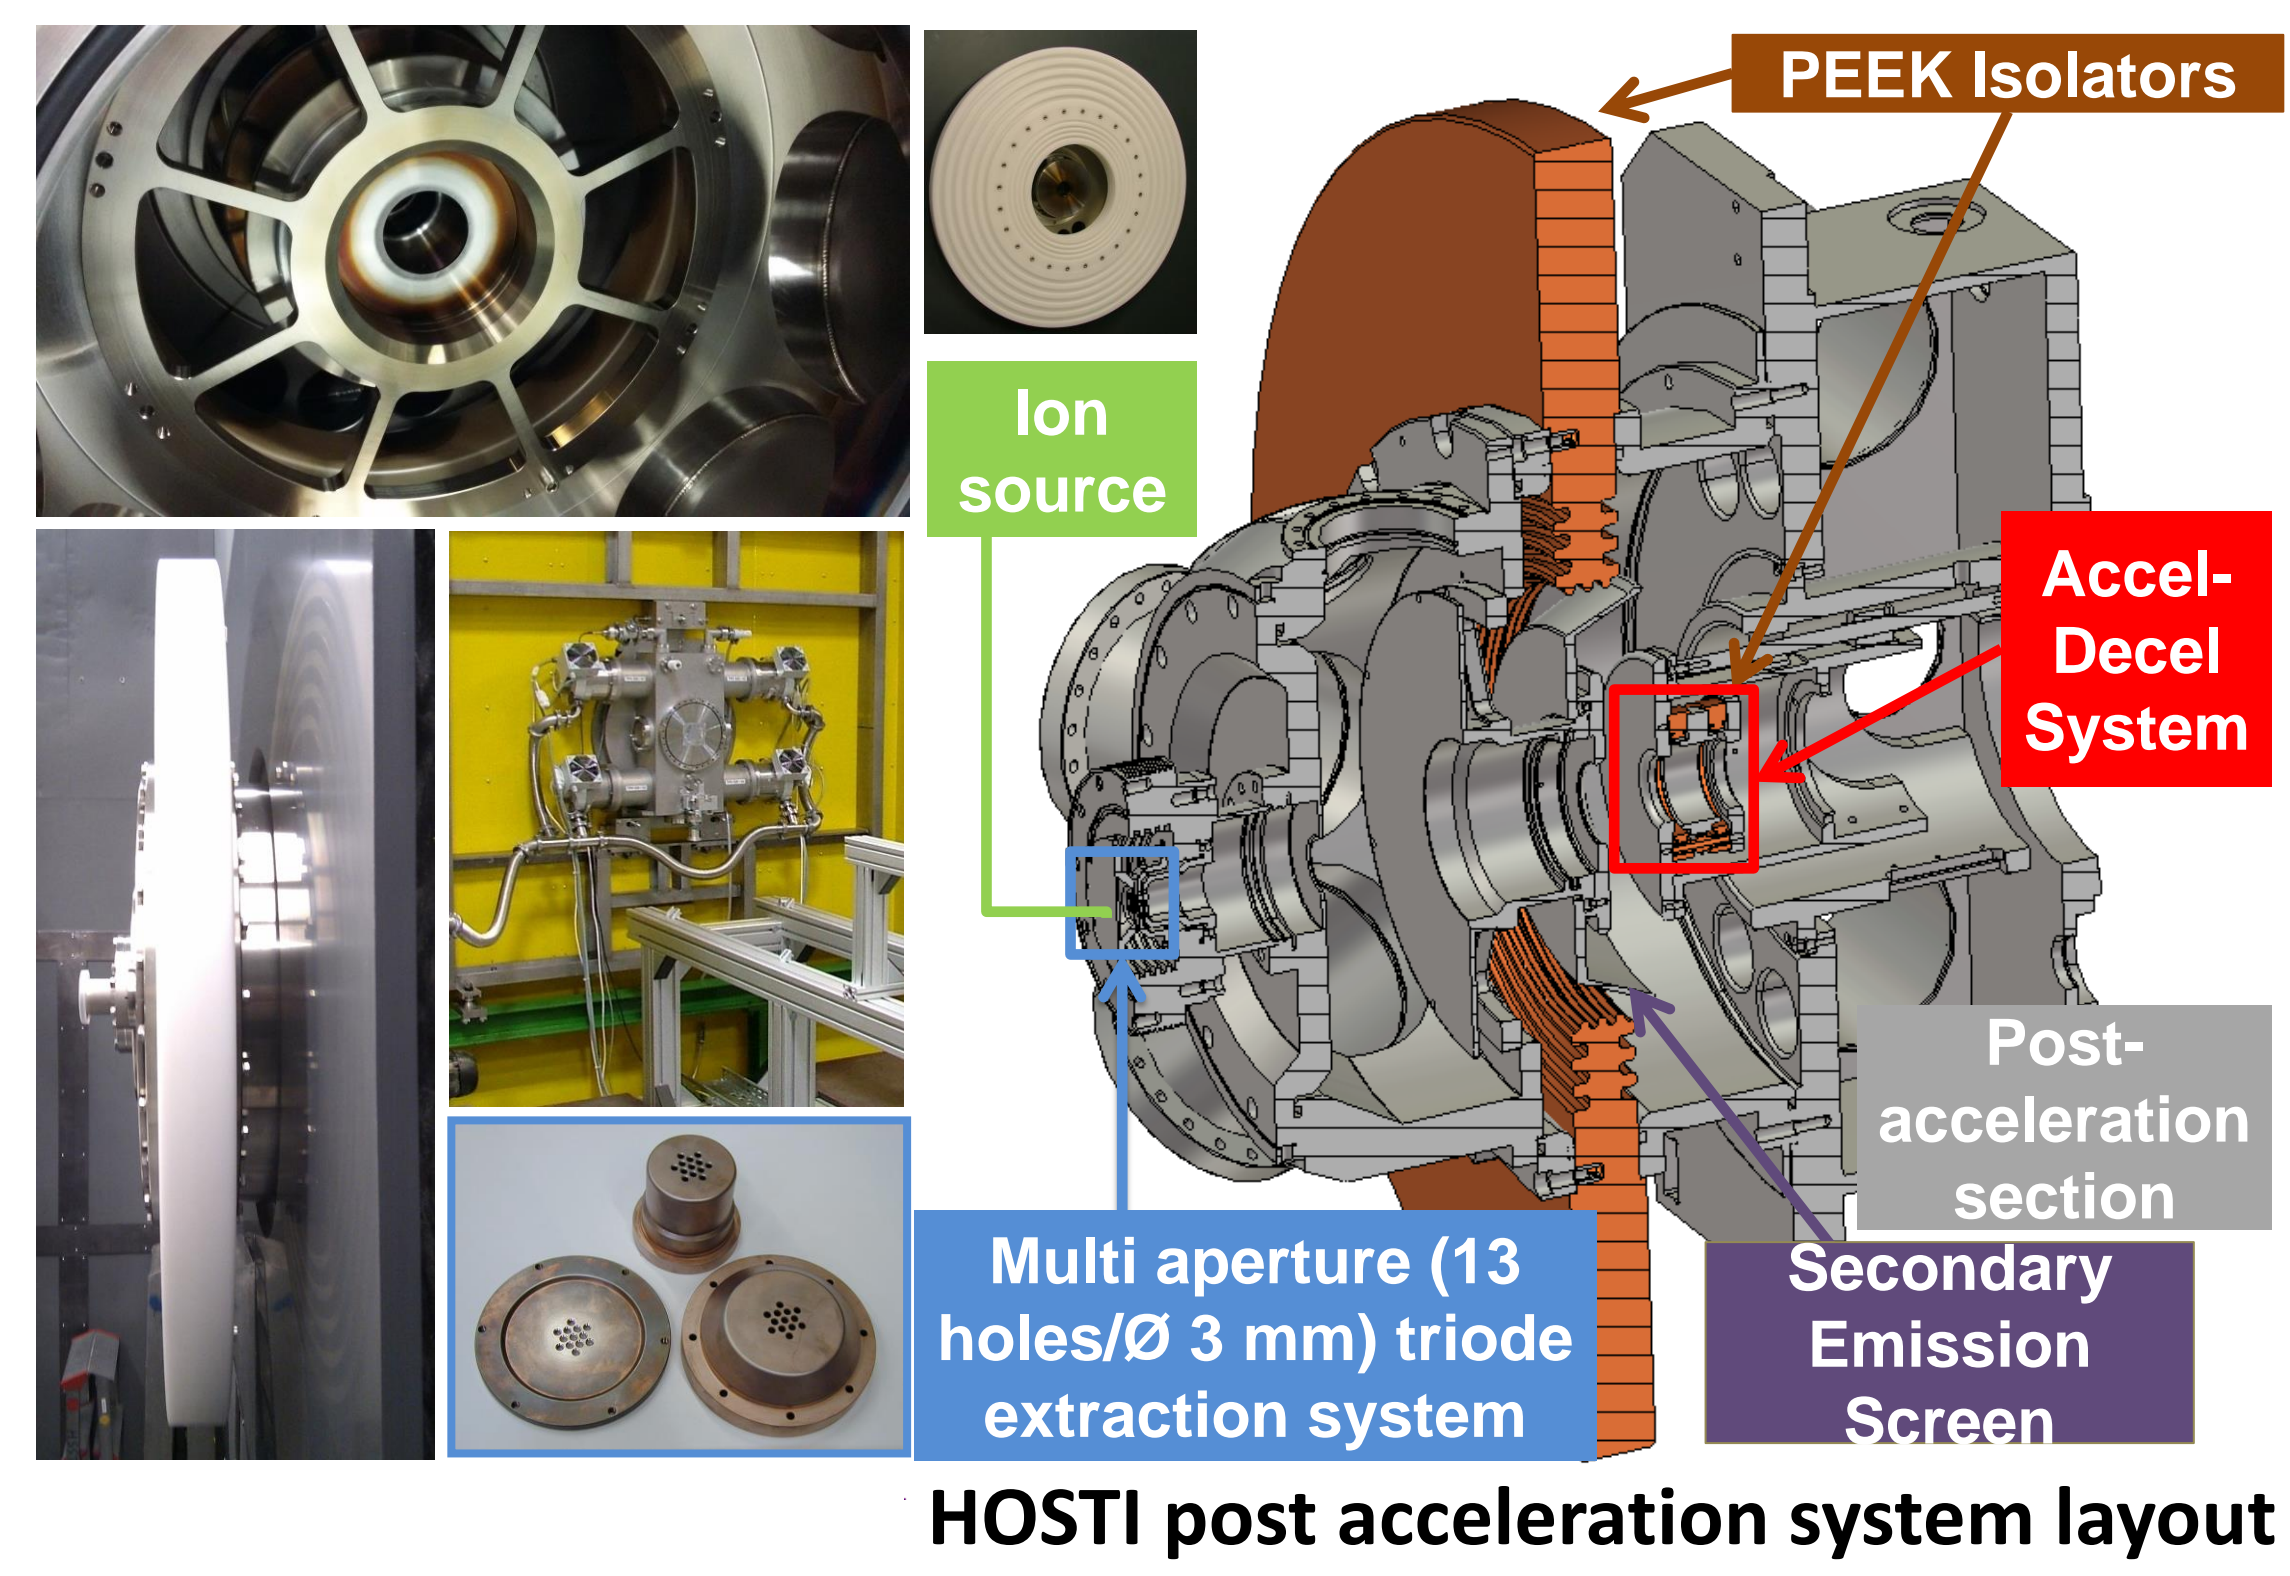 PEEK Isolators
Ion
source
Accel-
Decel
System
Post-
acceleration
section
Multi aperture (13
holes/Ø 3 mm) triode
extraction system
Secondary
Emission
Screen
HOSTI post acceleration system layout